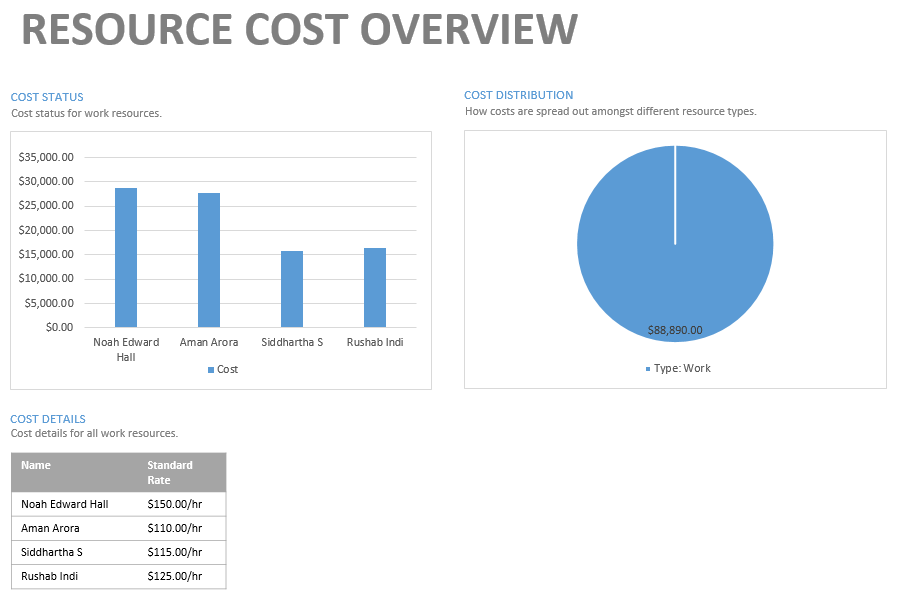 RESOURCE COST OVERVIEW
COST STATUS
Cost status for work resources.
$35,000.00
$30,000.00
$25,000.00
$20,000.00
$15,000.00
$10,000.00
$5,000.00
$0.00
Noah Edward Hall
Aman Arora
Siddhartha S
Rushab Indi
Cost
COST DISTRIBUTION
How costs are spread out amongst different resource types.
$88,890.00
Type: Work
COST DETAILS
Cost details for all work resources.
Name Standard Rate
Noah Edward Hall $150.00/hr
Aman Arora $110.00/hr
Siddhartha S $115.00/hr
Rushab Indi $125.00/hr